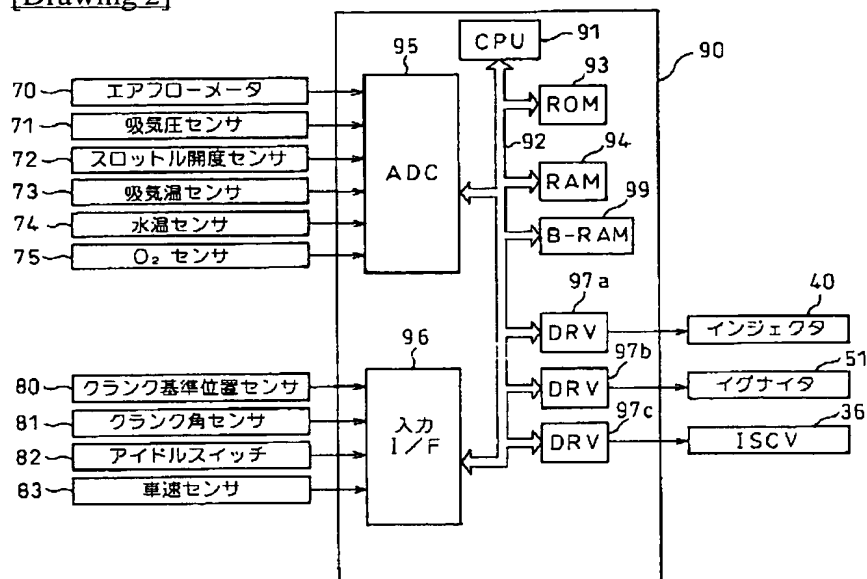 [Drawing 2]
CPU
91
95
90
93
ROM
92
94
RAM
99
B-RAM
ADC
70 エアフローメータ
71 吸気圧センサ
72 スロットル開度センサ
73 吸気温センサ
74 水温センサ
75 O₂ センサ
97a
DRV
40
インジェクタ
96
97b
DRV
51
イグナイタ
97c
DRV
36
ISCV
入力
I/F
80 クランク基準位置センサ
81 クランク角センサ
82 アイドルスイッチ
83 車速センサ